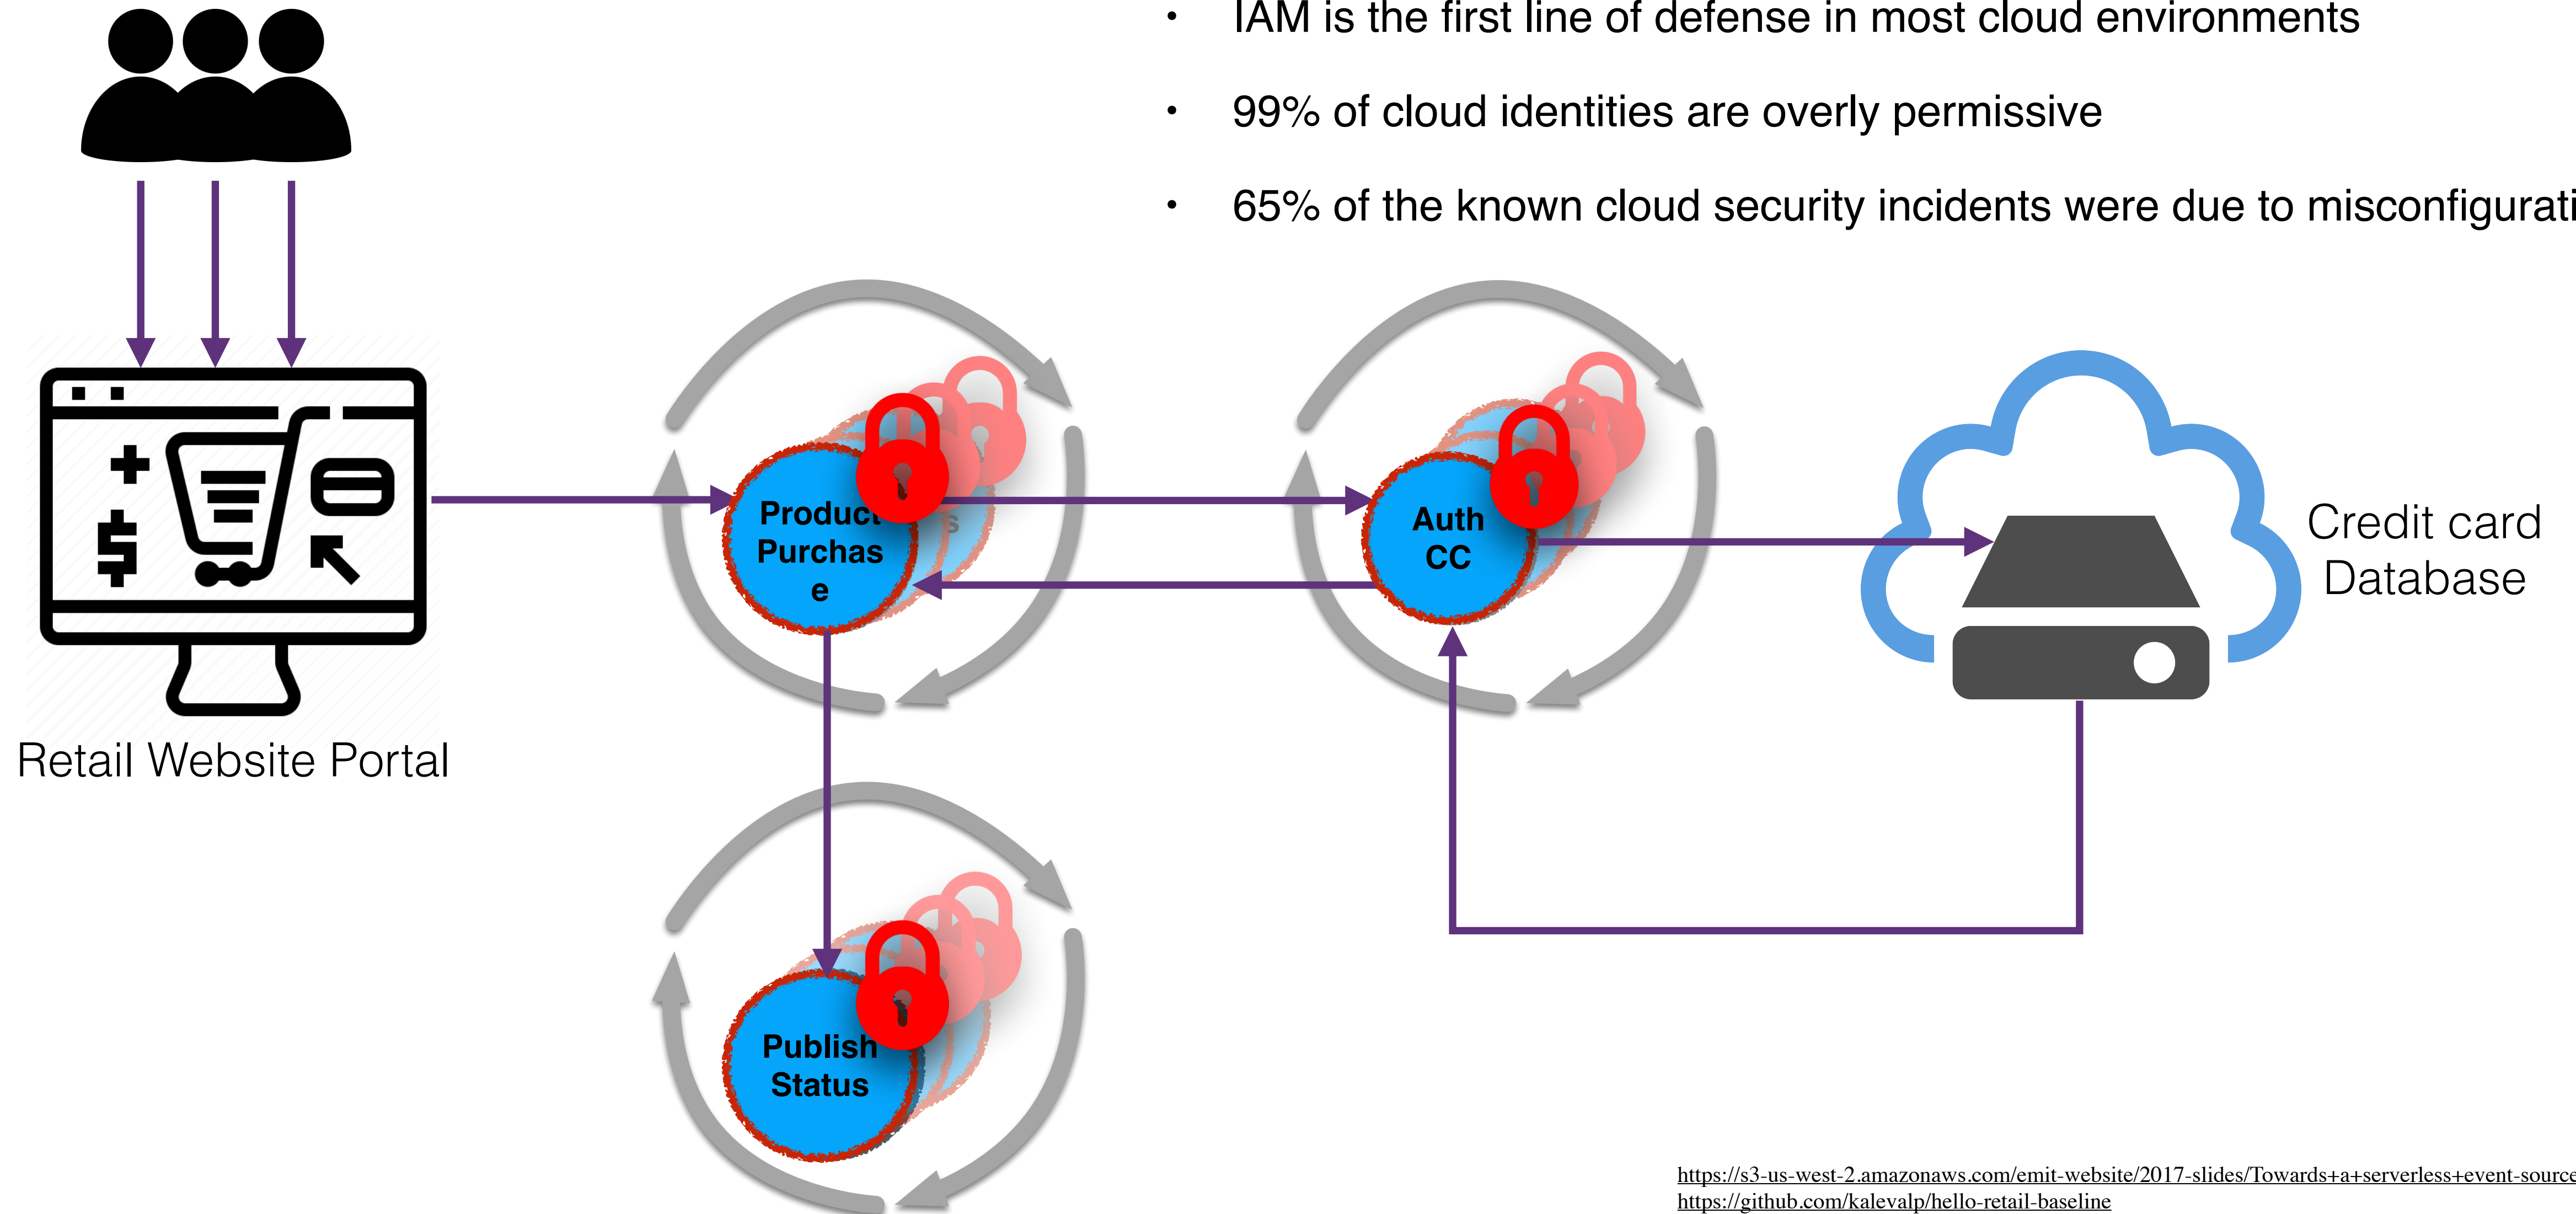 • IAM is the first line of defense in most cloud environments
• 99% of cloud identities are overly permissive
• 65% of the known cloud security incidents were due to misconfigurati
Product
Purchas
e
s
Auth
CC
Credit card
Database
Retail Website Portal
Publish
Status
https://s3-us-west-2.amazonaws.com/emit-website/2017-slides/Towards+a+serverless+event-source
https://github.com/kalevalp/hello-retail-baseline